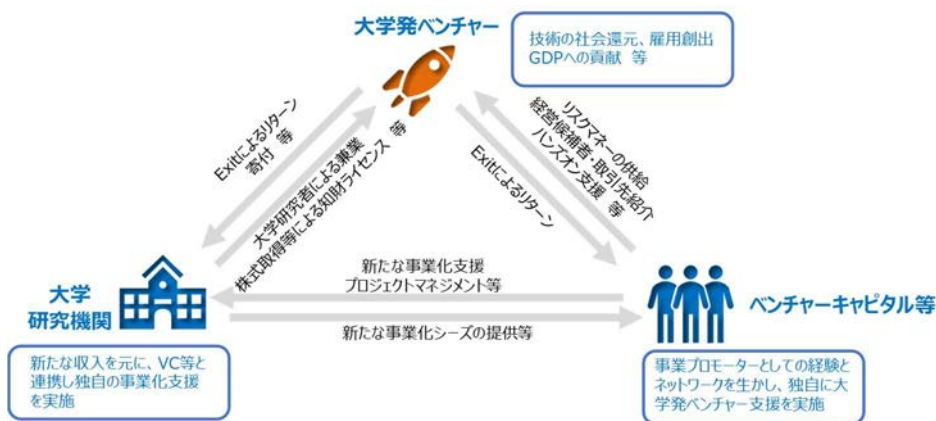 大学発ベンチャー
技術の社会還元、雇用創出
GDPへの貢献 等
Exitによるリターン
寄付 等
大学研究者による兼業
株式取得等による知財ライセンス 等
Exitによるリターン
リスクマネーの供給
経営候補者・取引先紹介
ハンズオン支援 等
新たな事業化支援
プロジェクトマネジメント等
大学
研究機関
ベンチャーキャピタル等
新たな事業化シーズの提供等
新たな収入を元に、VC等と
連携し独自の事業化支援
を実施
事業プロモーターとしての経験と
ネットワークを生かし、独自に大
学発ベンチャー支援を実施